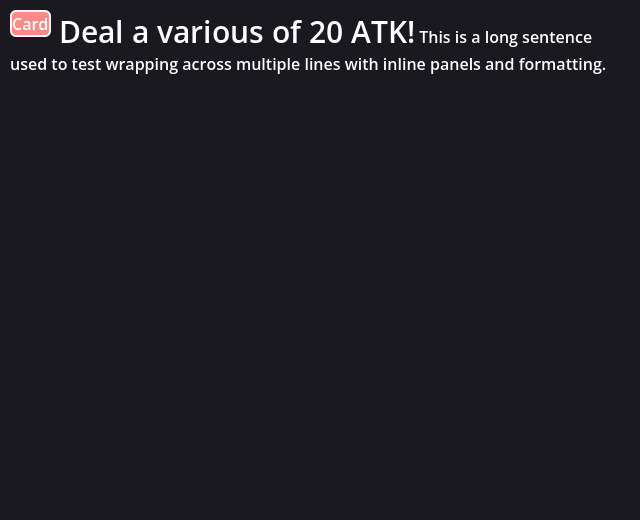 Card Deal a various of 20 ATK! This is a long sentence
used to test wrapping across multiple lines with inline panels and formatting.